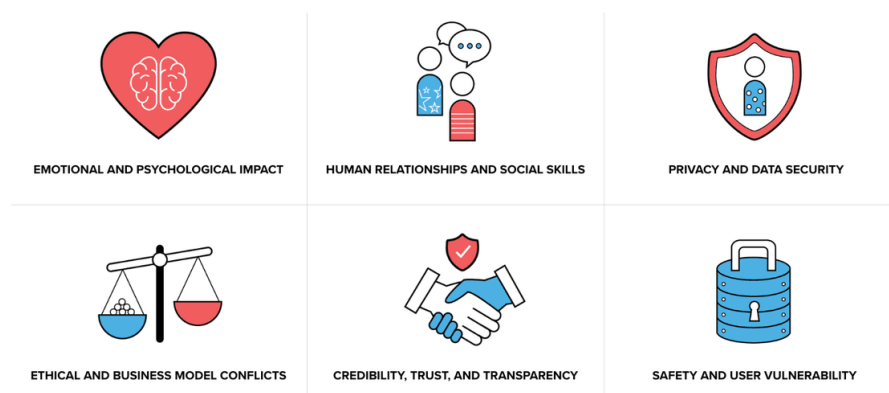 EMOTIONAL AND PSYCHOLOGICAL IMPACT
HUMAN RELATIONSHIPS AND SOCIAL SKILLS
PRIVACY AND DATA SECURITY
ETHICAL AND BUSINESS MODEL CONFLICTS
CREDIBILITY, TRUST, AND TRANSPARENCY
SAFETY AND USER VULNERABILITY